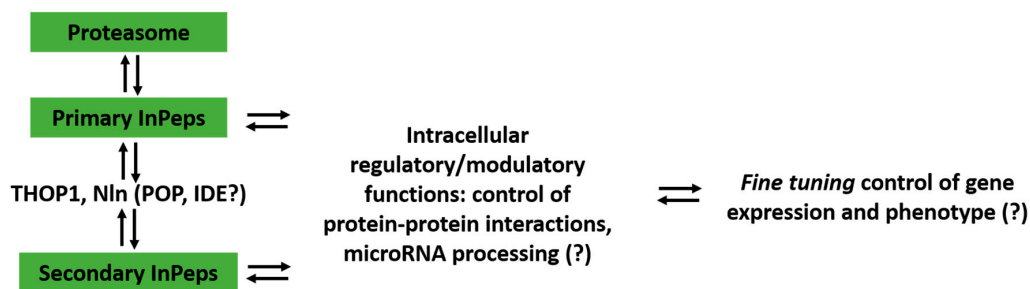 Proteasome
Primary InPeps
THOP1, Nln (POP, IDE?)
Secondary InPeps
Intracellular
regulatory/modulatory
functions: control of
protein-protein interactions,
microRNA processing (?)
Fine tuning control of gene
expression and phenotype (?)